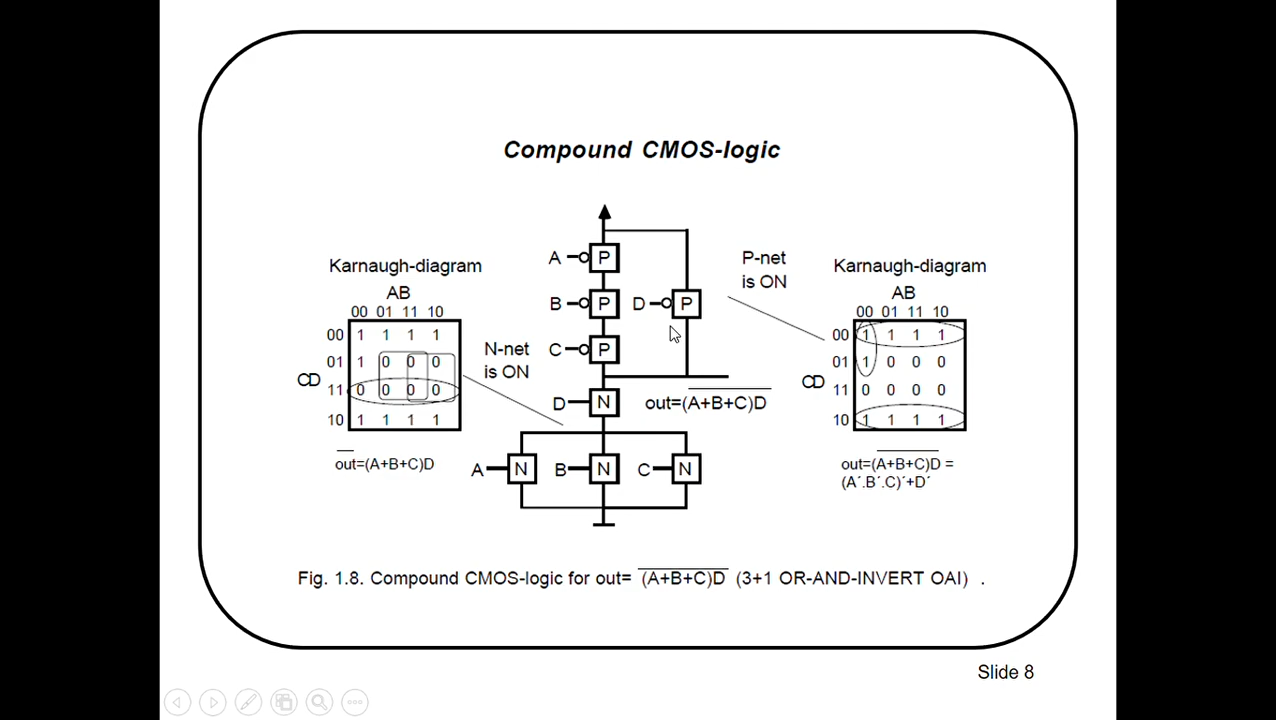 Compound CMOS-logic
Karnaugh-diagram
AB
00 01 11 10
00 1 1 1 1
01 1 0 0 0
CD
11 0 0 0 0
10 1 1 1 1
out=(A+B+C)D
N-net
is ON
A P
B P
D P
C P
D N
out=(A+B+C)D
A N
B N
C N
P-net
is ON
Karnaugh-diagram
AB
00 01 11 10
00 1 1 1 1
01 1 0 0 0
CD
11 0 0 0 0
10 1 1 1 1
out=(A+B+C)D =
(A´.B´.C)´+D´
Fig. 1.8. Compound CMOS-logic for out= (A+B+C)D (3+1 OR-AND-INVERT OAI) .
Slide 8